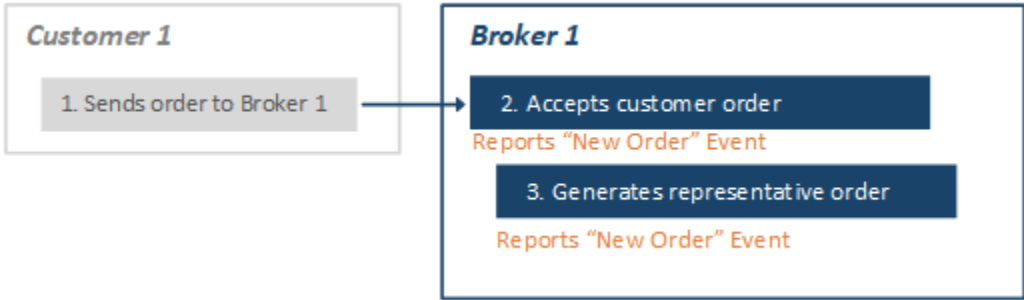 Customer 1
1. Sends order to Broker 1
Broker 1
2. Accepts customer order
Reports “New Order” Event
3. Generates representative order
Reports “New Order” Event